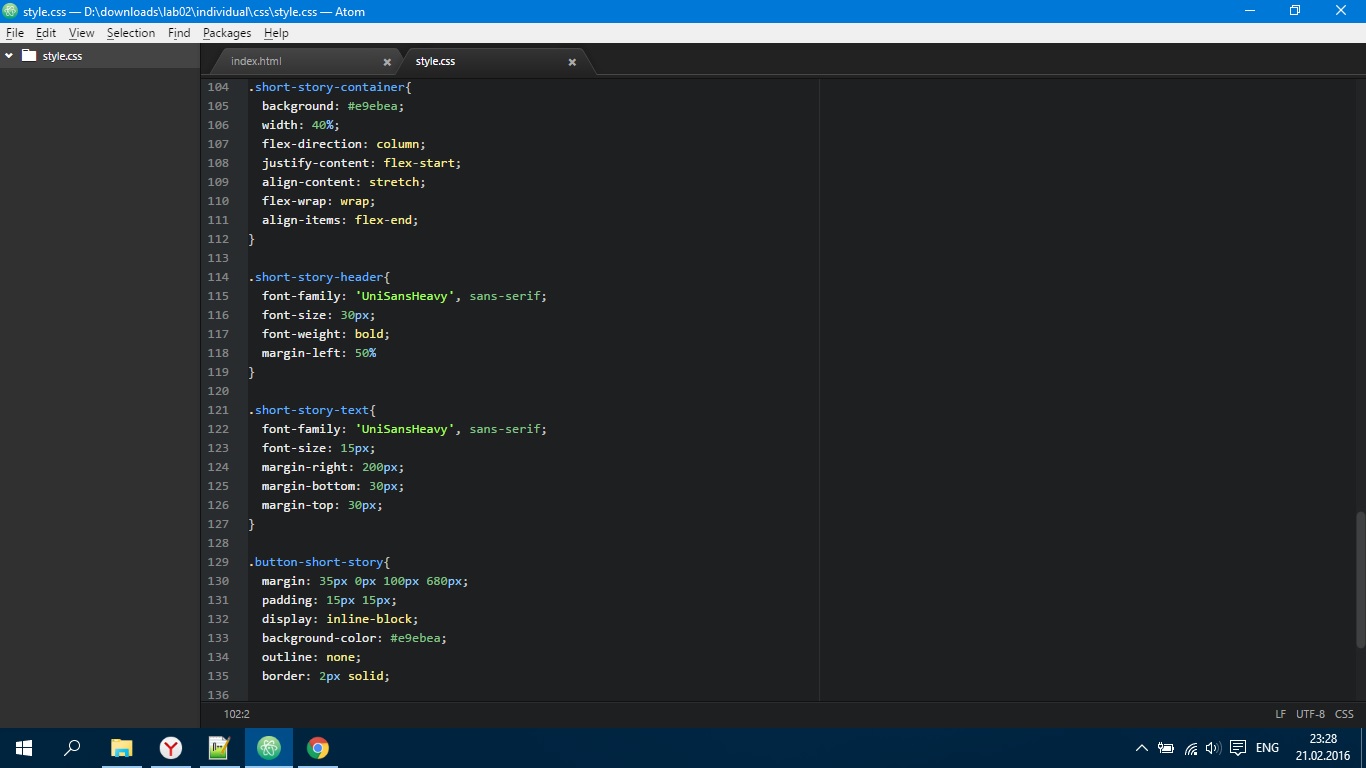 style.css — D:\downloads\lab02\individual\css\style.css — Atom
File Edit View Selection Find Packages Help
style.css
index.html
style.css
104 .short-story-container{
105 background: #e9ebea;
106 width: 40%;
107 flex-direction: column;
108 justify-content: flex-start;
109 align-content: stretch;
110 flex-wrap: wrap;
111 align-items: flex-end;
112 }
113
114 .short-story-header{
115 font-family: 'UniSansHeavy', sans-serif;
116 font-size: 30px;
117 font-weight: bold;
118 margin-left: 50%
119 }
120
121 .short-story-text{
122 font-family: 'UniSansHeavy', sans-serif;
123 font-size: 15px;
124 margin-right: 200px;
125 margin-bottom: 30px;
126 margin-top: 30px;
127 }
128
129 .button-short-story{
130 margin: 35px 0px 100px 680px;
131 padding: 15px 15px;
132 display: inline-block;
133 background-color: #e9ebea;
134 outline: none;
135 border: 2px solid;
136
102:2
LF UTF-8 CSS
ENG
23:28
21.02.2016